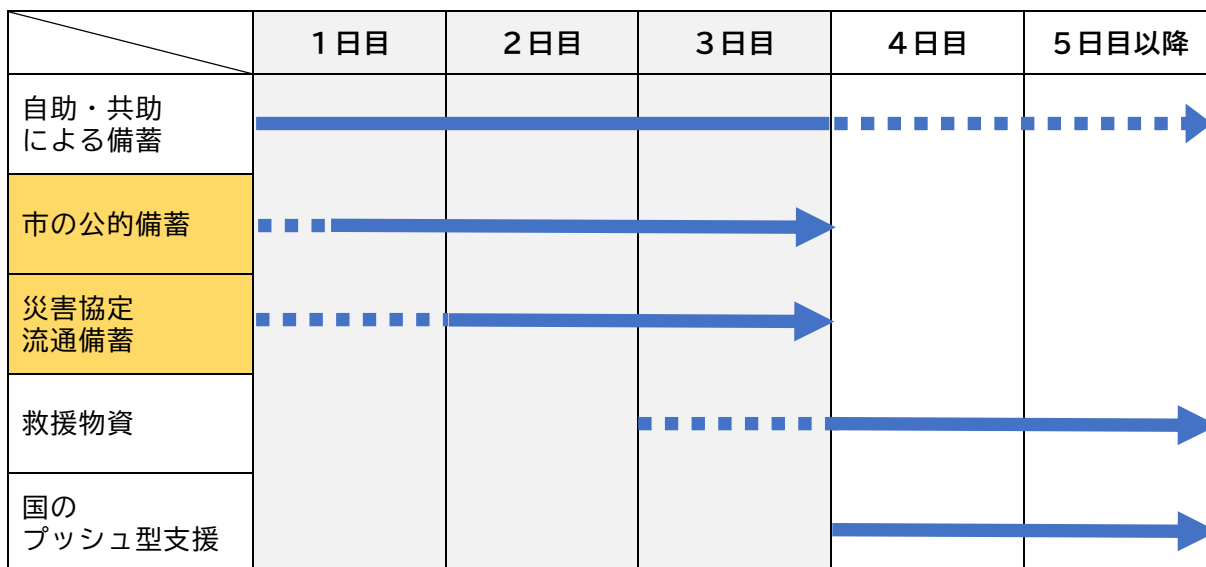 １日目 ２日目 ３日目 ４日目 ５日目以降
自助・共助
による備蓄
市の公的備蓄
災害協定
流通備蓄
救援物資
国の
プッシュ型支援